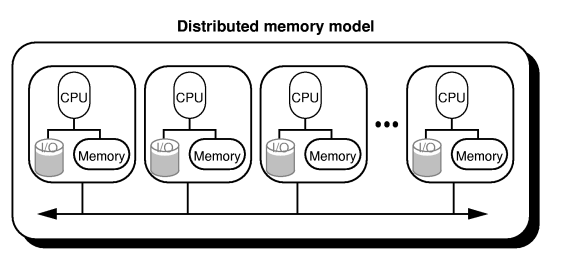 Distributed memory model
CPU CPU CPU CPU
I/O Memory I/O Memory I/O Memory ••• I/O Memory